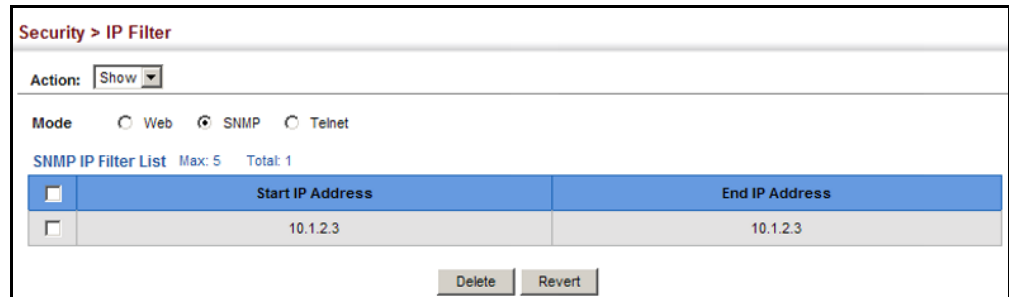 Security > IP Filter
Action: Show
Mode Web SNMP Telnet
SNMP IP Filter List Max: 5 Total: 1
Start IP Address End IP Address
10.1.2.3 10.1.2.3
Delete Revert